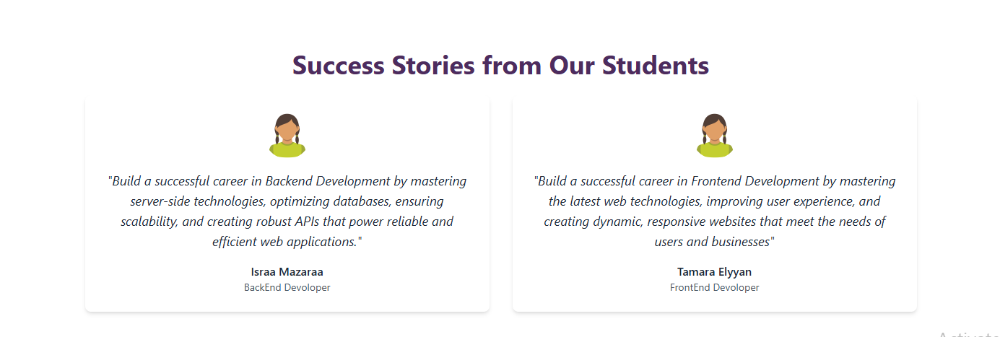 Success Stories from Our Students
"Build a successful career in Backend Development by mastering
server-side technologies, optimizing databases, ensuring
scalability, and creating robust APIs that power reliable and
efficient web applications."
Israa Mazaraa
BackEnd Devoloper
"Build a successful career in Frontend Development by mastering
the latest web technologies, improving user experience, and
creating dynamic, responsive websites that meet the needs of
users and businesses"
Tamara Elyyan
FrontEnd Devoloper